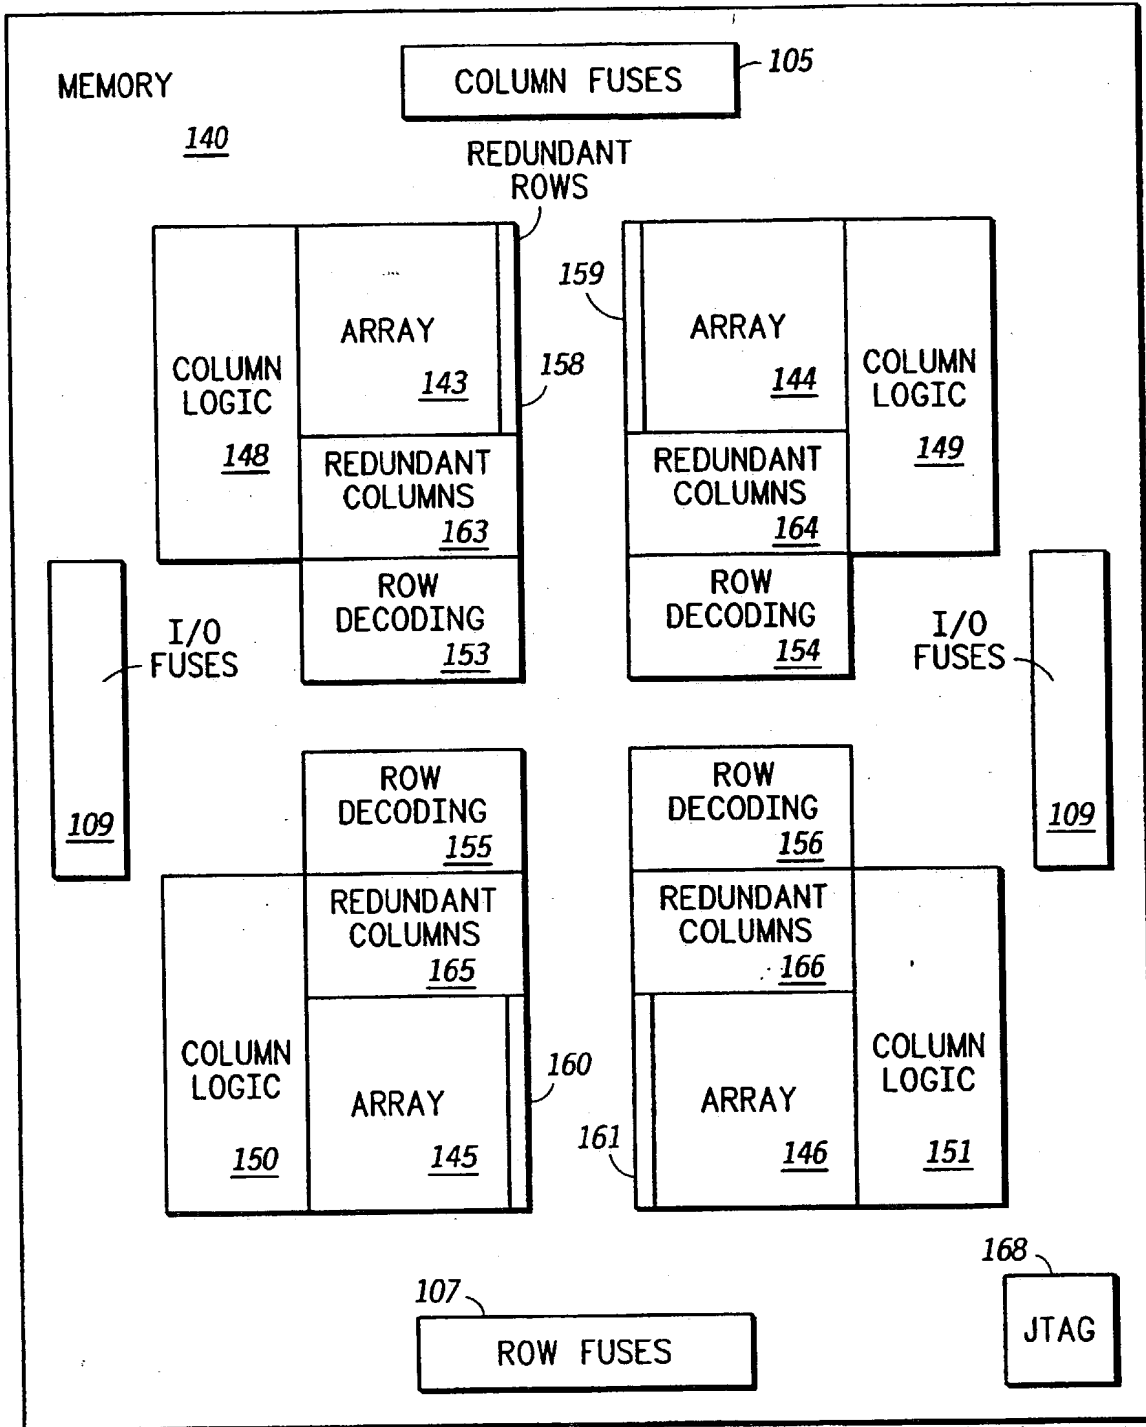 MEMORY
140
COLUMN FUSES
105
REDUNDANT
ROWS
COLUMN
LOGIC
148
ARRAY
143
158
REDUNDANT
COLUMNS
163
ROW
DECODING
153
159
ARRAY
144
COLUMN
LOGIC
149
REDUNDANT
COLUMNS
164
ROW
DECODING
154
I/O
FUSES
109
I/O
FUSES
109
ROW
DECODING
155
REDUNDANT
COLUMNS
165
COLUMN
LOGIC
150
ARRAY
145
160
ROW
DECODING
156
REDUNDANT
COLUMNS
166
161
ARRAY
146
COLUMN
LOGIC
151
107
ROW FUSES
168
JTAG